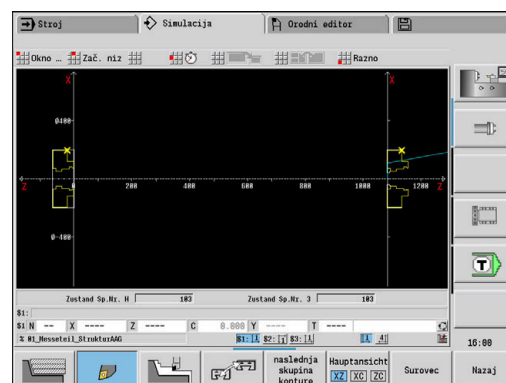 Stroj Simulacija Orodni editor
Okno … Zač. niz Razno
X X
Ø400
Z 0 200 400 600 800 1000 1200 Z
Ø-400
Zustand Sp.Nr. H 103 Zustand Sp.Nr. 3 103
$1:
$1 N -- X ---- Z ---- C 0.000 Y ---- T ----
% 01_Messeteil_StrukturAAG $1: $2: $3:
16:00
T
naslednja skupina konture
Hauptansicht
XZ XC ZC
Surovec
Nazaj